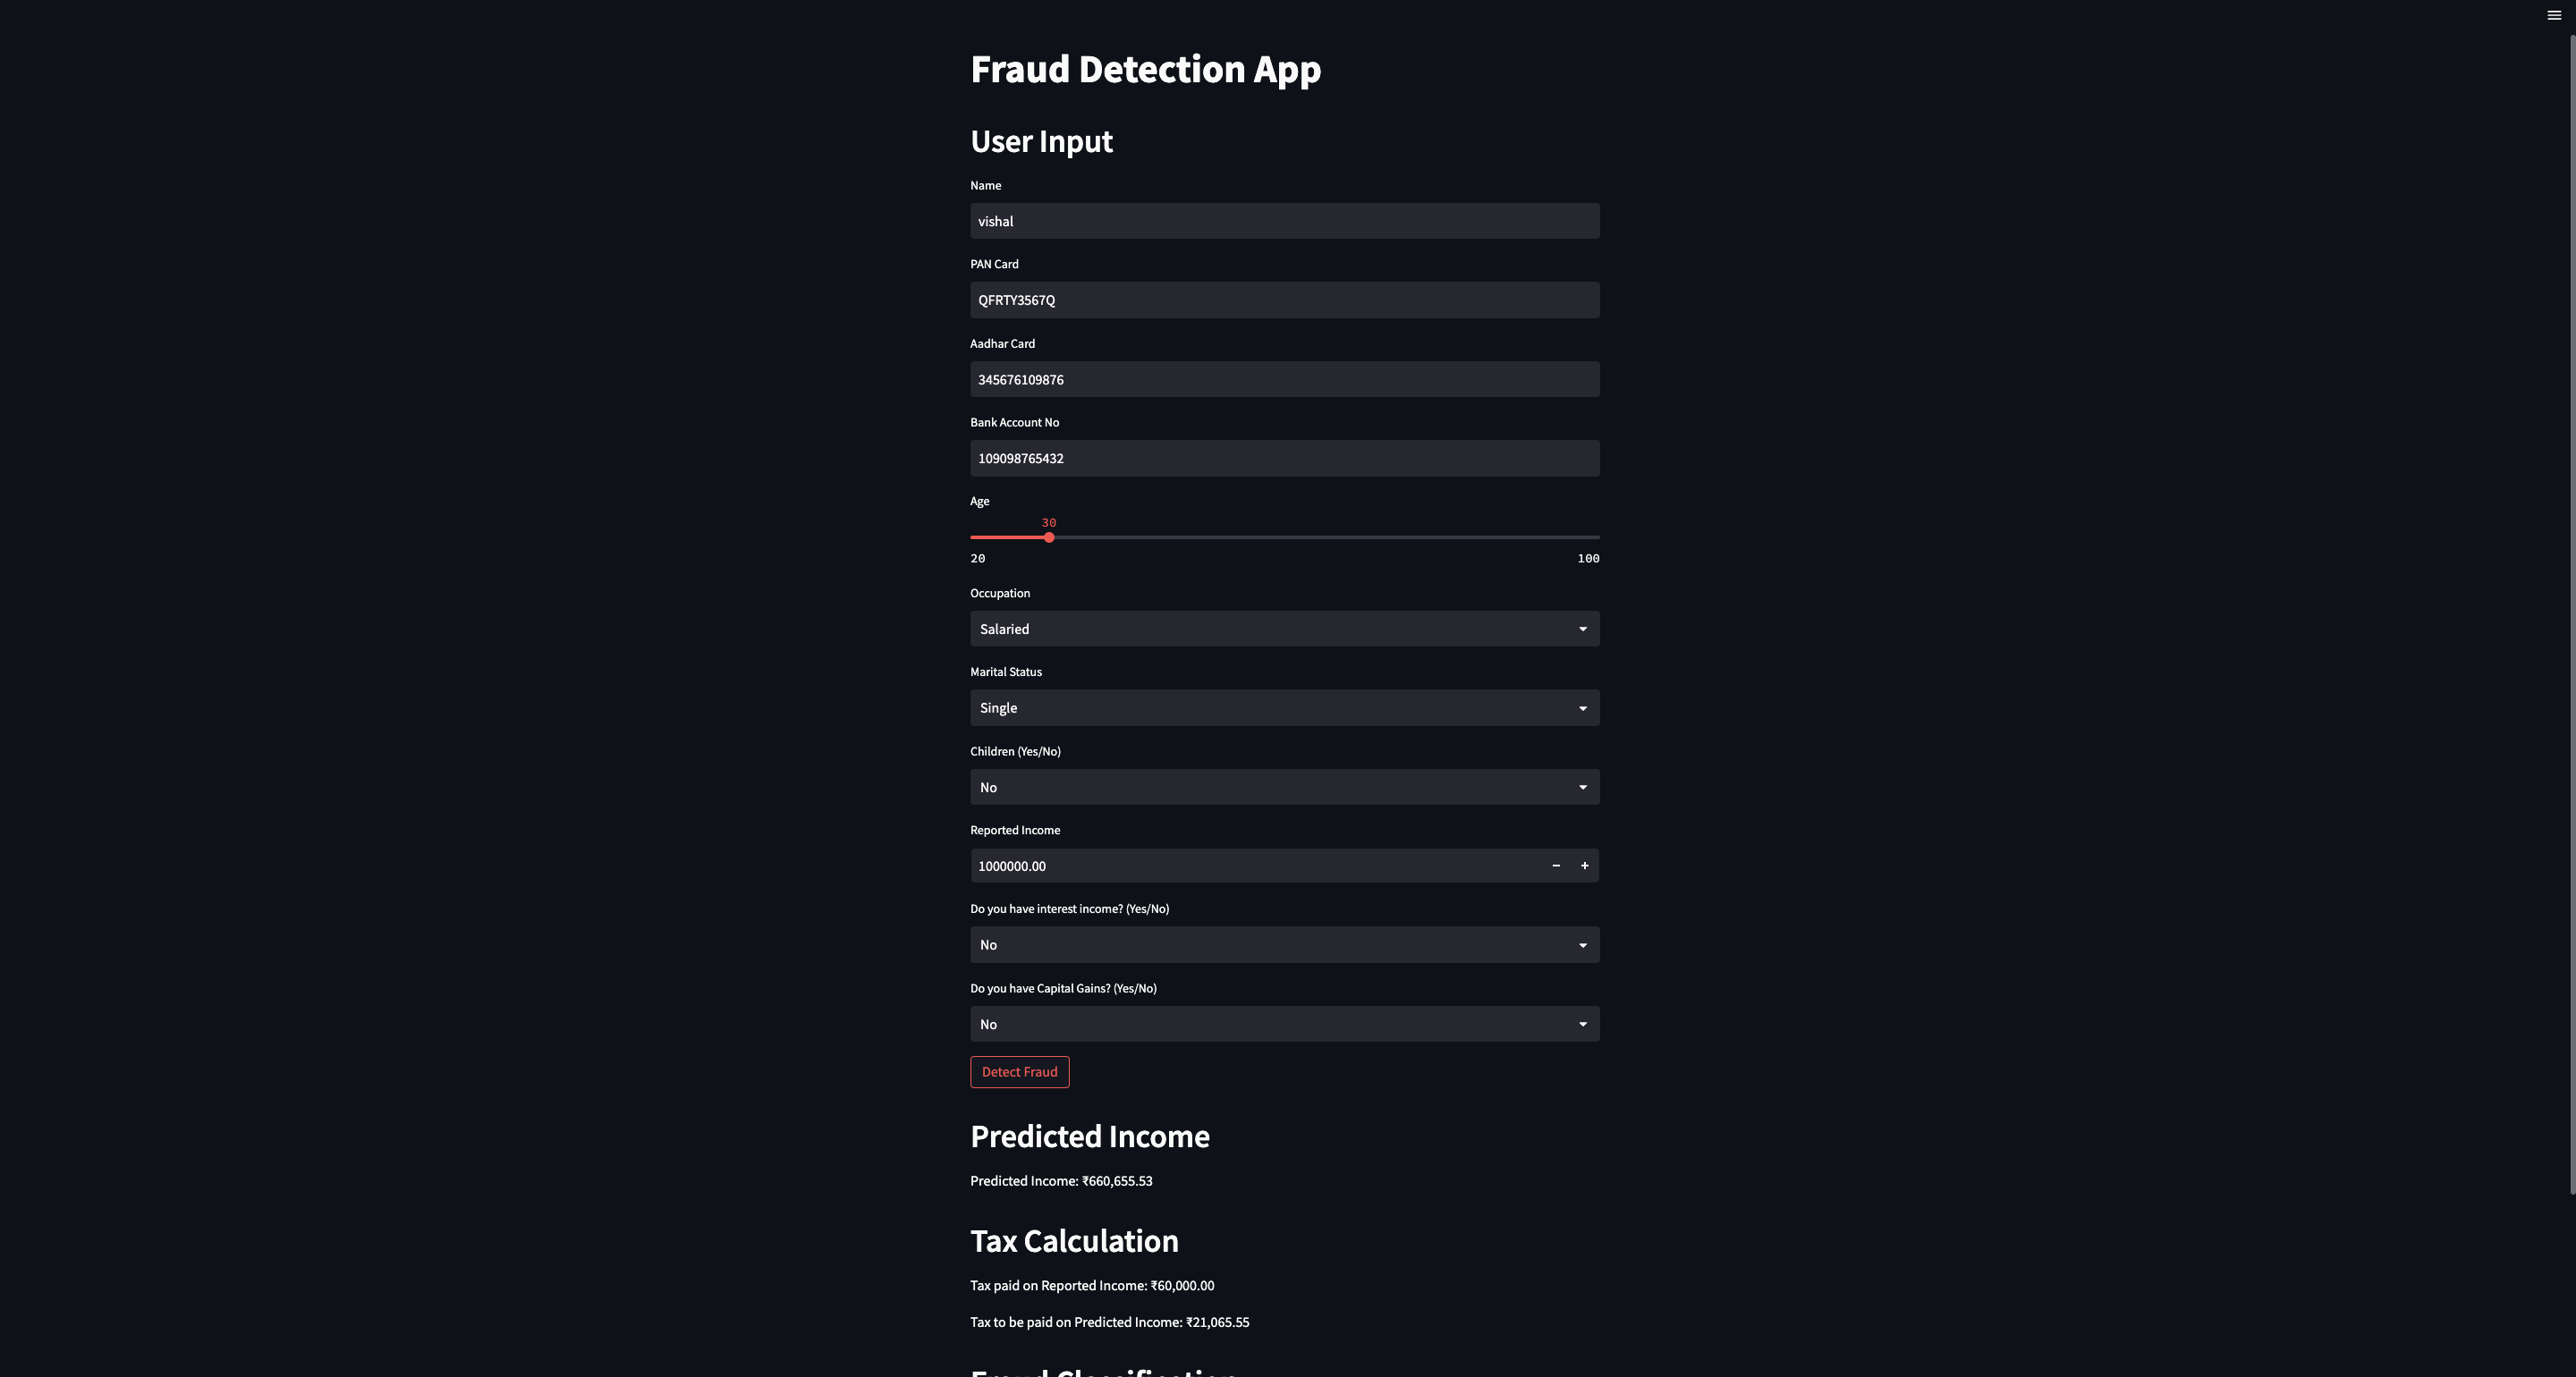 Fraud Detection App
User Input
Name
vishal
PAN Card
QFRTY3567Q
Aadhar Card
345676109876
Bank Account No
109098765432
Age
30
20 100
Occupation
Salaried
Marital Status
Single
Children (Yes/No)
No
Reported Income
1000000.00 − +
Do you have interest income? (Yes/No)
No
Do you have Capital Gains? (Yes/No)
No
Detect Fraud
Predicted Income
Predicted Income: ₹660,655.53
Tax Calculation
Tax paid on Reported Income: ₹60,000.00
Tax to be paid on Predicted Income: ₹21,065.55
Fraud Classification